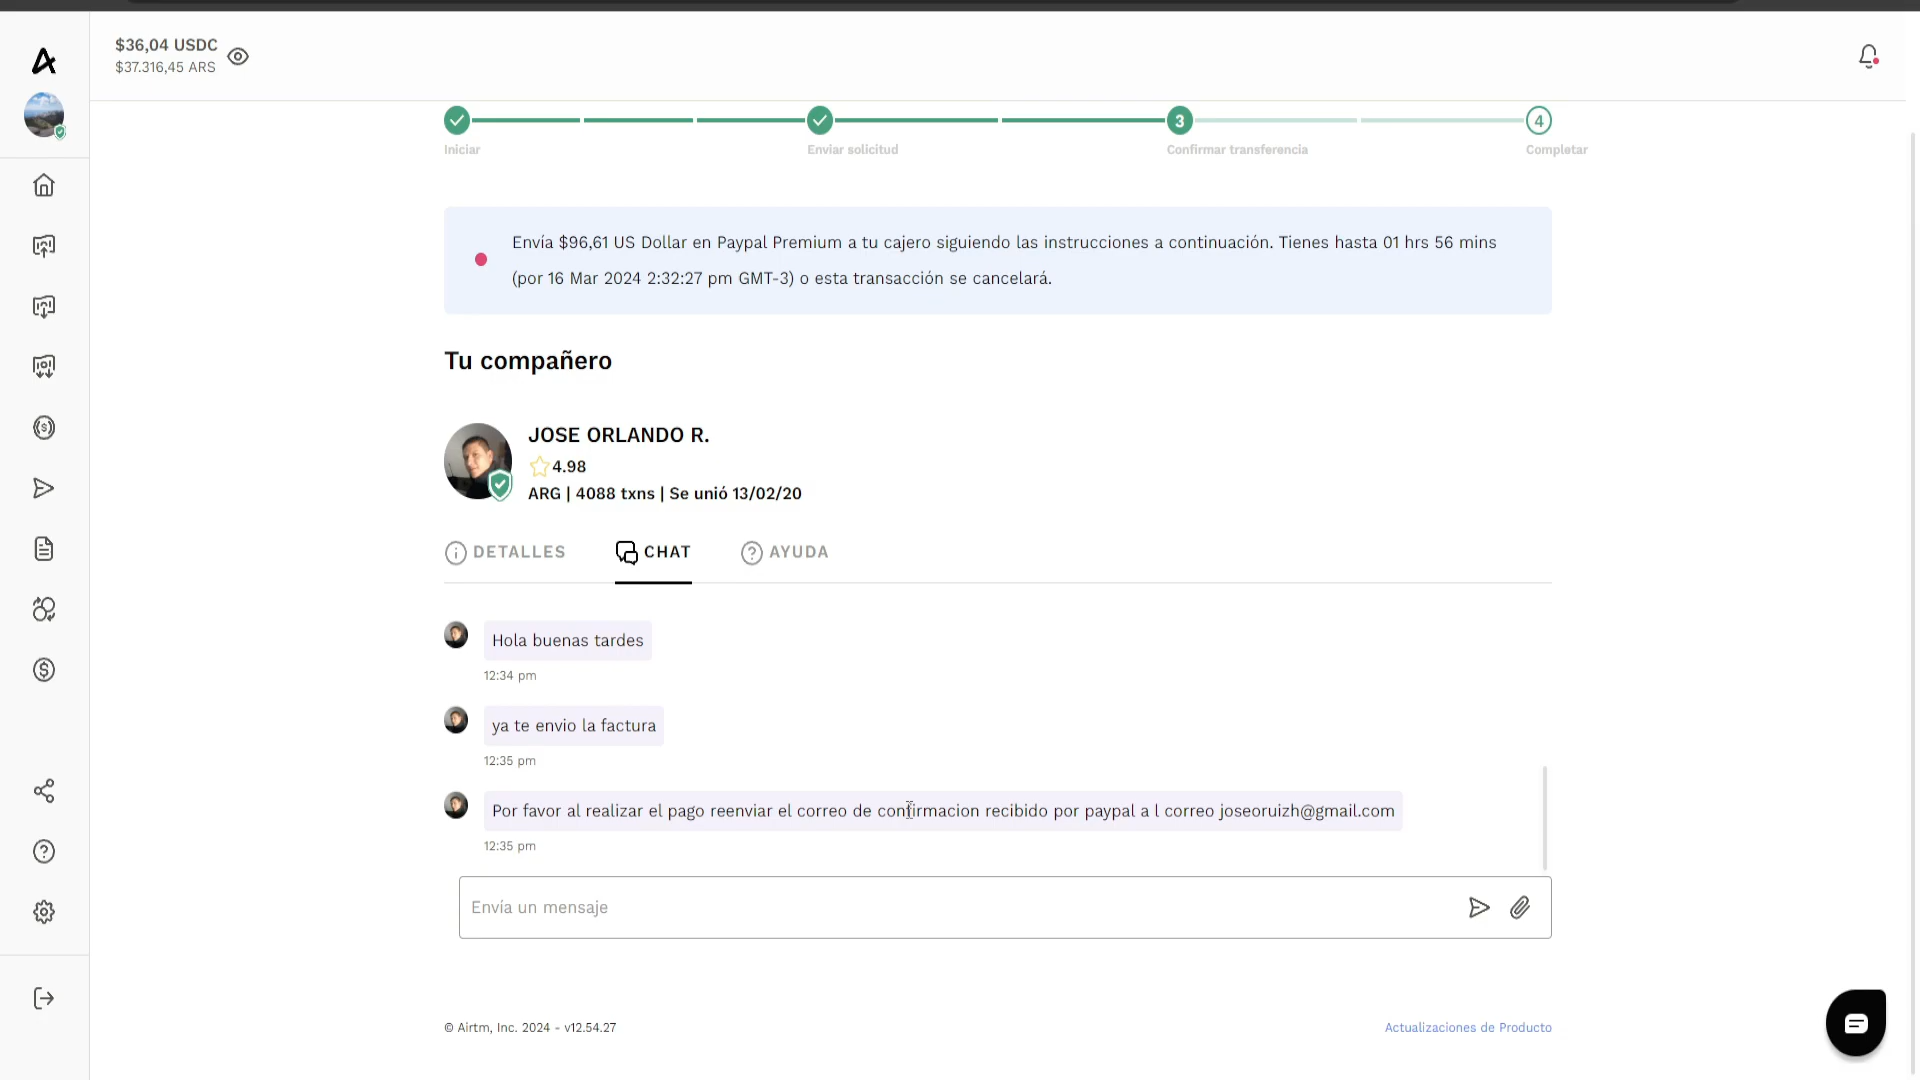 $36,04 USDC
$37.316,45 ARS
3
4
Iniciar
Enviar solicitud
Confirmar transferencia
Completar
Envía $96,61 US Dollar en Paypal Premium a tu cajero siguiendo las instrucciones a continuación. Tienes hasta 01 hrs 56 mins
(por 16 Mar 2024 2:32:27 pm GMT-3) o esta transacción se cancelará.
Tu compañero
JOSE ORLANDO R.
4.98
ARG | 4088 txns | Se unió 13/02/20
DETALLES
CHAT
AYUDA
Hola buenas tardes
12:34 pm
ya te envio la factura
12:35 pm
Por favor al realizar el pago reenviar el correo de confirmacion recibido por paypal a l correo joseoruizh@gmail.com
12:35 pm
Envía un mensaje
© Airtm, Inc. 2024 - v12.54.27
Actualizaciones de Producto